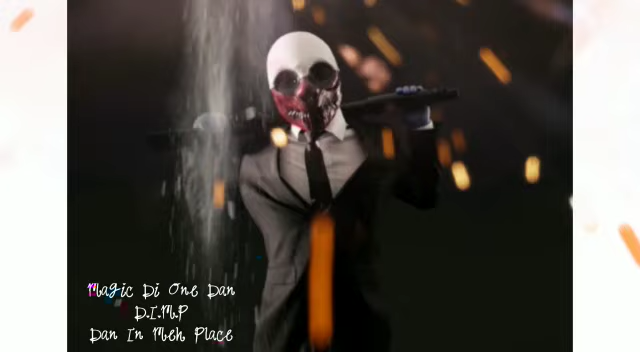 Magic Di One Dan
D.I.M.P
Dan In Meh Place